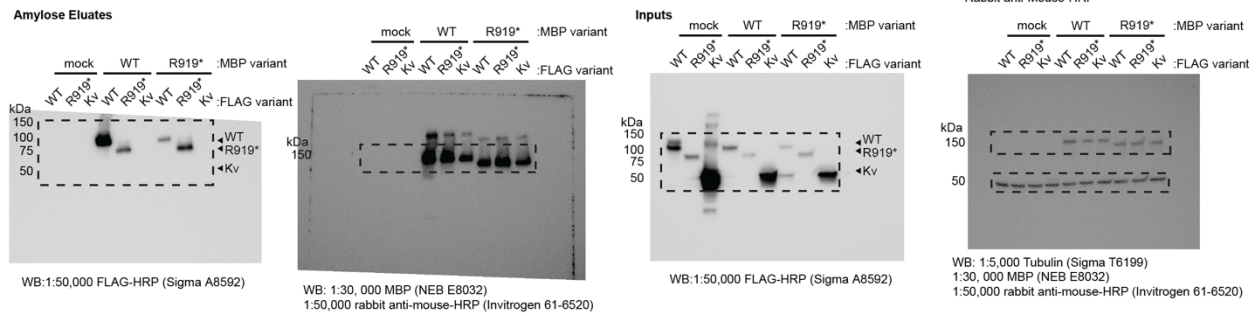 Amylose Eluates
mock WT R919* :MBP variant
WT R919* Kv WT R919* Kv WT R919* Kv :FLAG variant
kDa
150
100
75
50
WT
R919*
Kv
WB:1:50,000 FLAG-HRP (Sigma A8592)
mock WT R919* :MBP variant
WT R919* Kv WT R919* Kv WT R919* Kv :FLAG variant
kDa
150
WB: 1:30, 000 MBP (NEB E8032)
1:50,000 rabbit anti-mouse-HRP (Invitrogen 61-6520)
Inputs
mock WT R919* :MBP variant
WT R919* Kv WT R919* Kv WT R919* Kv :FLAG variant
kDa
150
100
75
50
WT
R919*
Kv
WB:1:50,000 FLAG-HRP (Sigma A8592)
Rabbit anti-Mouse-HRP
mock WT R919* :MBP variant
WT R919* Kv WT R919* Kv WT R919* Kv :FLAG variant
kDa
150
50
WB: 1:5,000 Tubulin (Sigma T6199)
1:30, 000 MBP (NEB E8032)
1:50,000 rabbit anti-mouse-HRP (Invitrogen 61-6520)